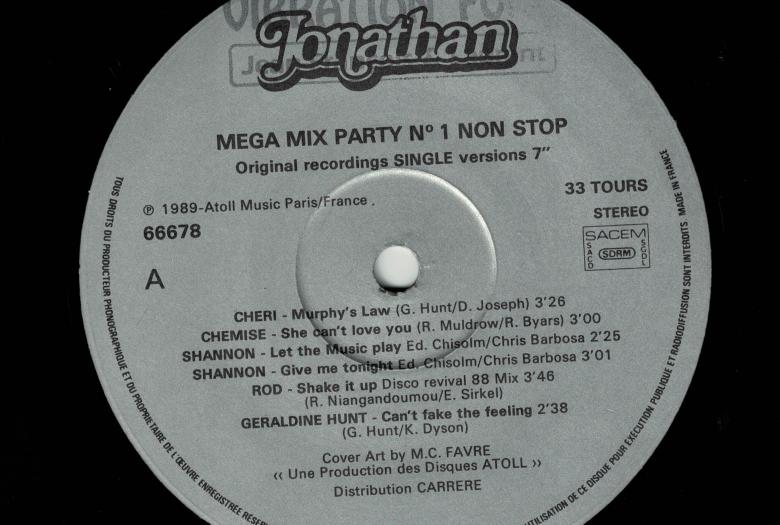 Jonathan
MEGA MIX PARTY Nº 1 NON STOP
Original recordings SINGLE versions 7"
℗ 1989-Atoll Music Paris/France .
66678
33 TOURS
STEREO
SACEM
SACD
SDRM
SGDL
A
CHERI - Murphy's Law (G. Hunt/D. Joseph) 3'26
CHEMISE - She can't love you (R. Muldrow/R. Byars) 3'00
SHANNON - Let the Music play Ed. Chisolm/Chris Barbosa 2'25
SHANNON - Give me tonight Ed. Chisolm/Chris Barbosa 3'01
ROD - Shake it up Disco revival 88 Mix 3'46
(R. Niangandoumou/E. Sirkel)
GERALDINE HUNT - Can't fake the feeling 2'38
(G. Hunt/K. Dyson)
Cover Art by M.C. FAVRE
‹‹ Une Production des Disques ATOLL ››
Distribution CARRERE
TOUS DROITS DU PRODUCTEUR PHONOGRAPHIQUE ET DU PROPRIETAIRE DE L'ŒUVRE ENREGISTREE
UTILISATION DE CE DISQUE POUR EXECUTION PUBLIQUE ET RADIODIFFUSION SONT INTERDITS MADE IN FRANCE